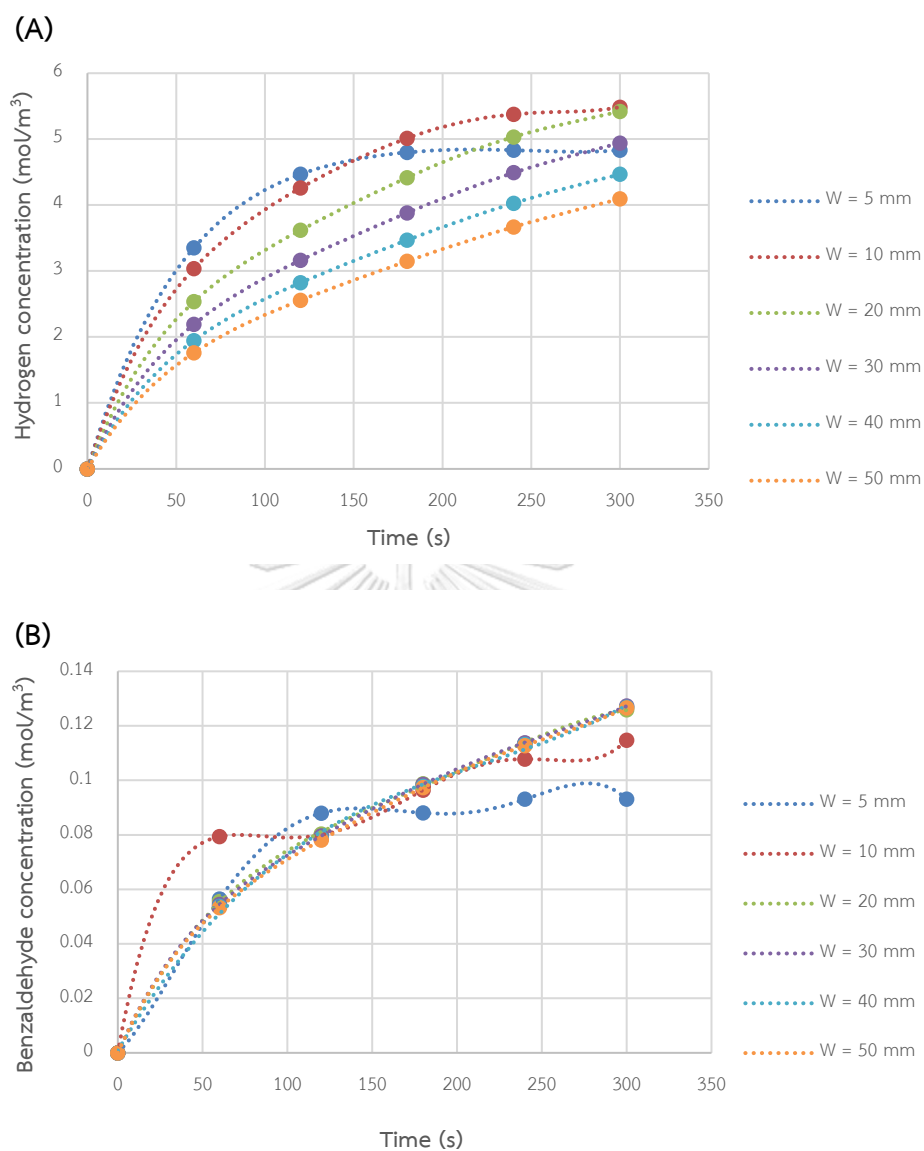 (A)
6
5
4
3
2
1
0
Hydrogen concentration (mol/m³)
0 50 100 150 200 250 300 350
Time (s)
W = 5 mm
W = 10 mm
W = 20 mm
W = 30 mm
W = 40 mm
W = 50 mm
(B)
0.14
0.12
0.1
0.08
0.06
0.04
0.02
0
Benzaldehyde concentration (mol/m³)
0 50 100 150 200 250 300 350
Time (s)
W = 5 mm
W = 10 mm
W = 20 mm
W = 30 mm
W = 40 mm
W = 50 mm